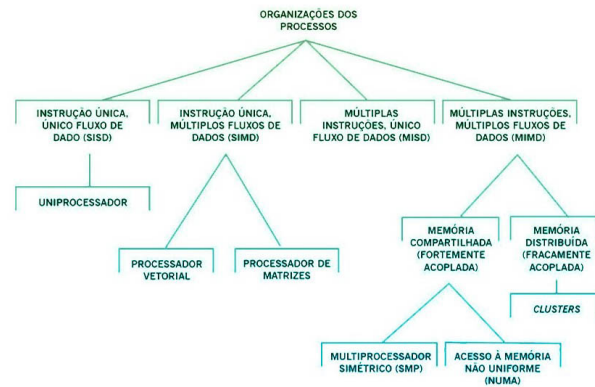 ORGANIZAÇÕES DOS
PROCESSOS
INSTRUÇÃO ÚNICA,
ÚNICO FLUXO DE
DADO (SISD)
INSTRUÇÃO ÚNICA,
MÚLTIPLOS FLUXOS DE
DADOS (SIMD)
MÚLTIPLAS
INSTRUÇÕES, ÚNICO
FLUXO DE DADOS (MISD)
MÚLTIPLAS INSTRUÇÕES,
MÚLTIPLOS FLUXOS DE
DADOS (MIMD)
UNIPROCESSADOR
PROCESSADOR
VETORIAL
PROCESSADOR DE
MATRIZES
MEMÓRIA
COMPARTILHADA
(FORTEMENTE
ACOPLADA)
MEMÓRIA
DISTRIBUÍDA
(FRACAMENTE
ACOPLADA)
CLUSTERS
MULTIPROCESSADOR
SIMÉTRICO (SMP)
ACESSO À MEMÓRIA
NÃO UNIFORME
(NUMA)